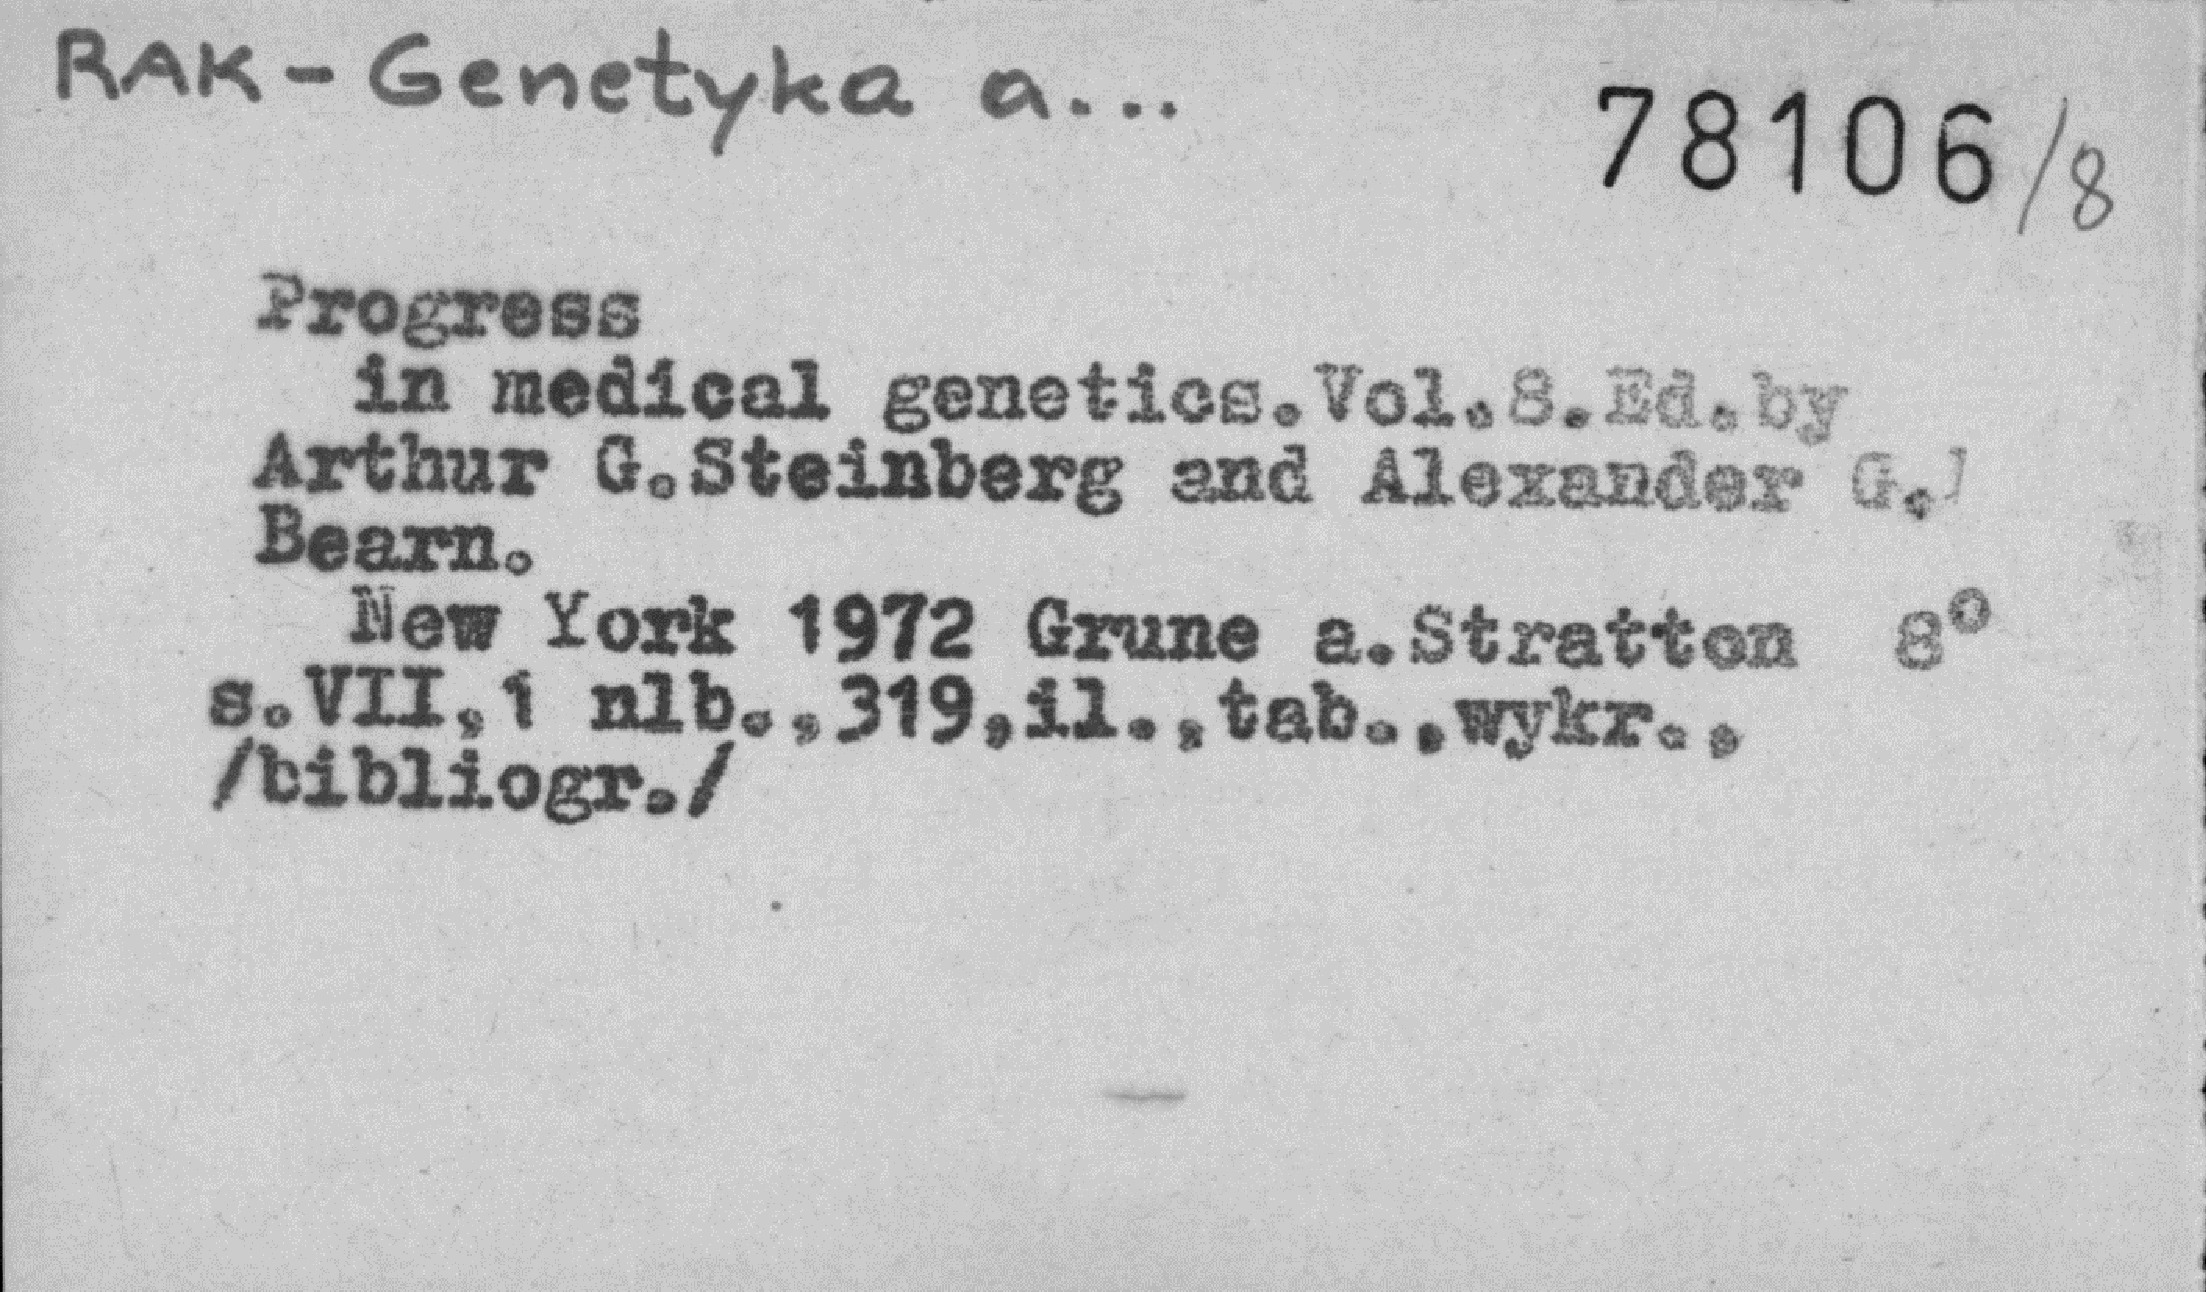 RAK - Genetyka a...
78106/8
Progress
in medical genetics.Vol.8.Ed.by
Arthur G.Steinberg and Alexander G.
Bearn.
New York 1972 Grune a.Stratton 8°
s.VII,1 nlb.,319,il.,tab.,wykr.,
/bibliogr./